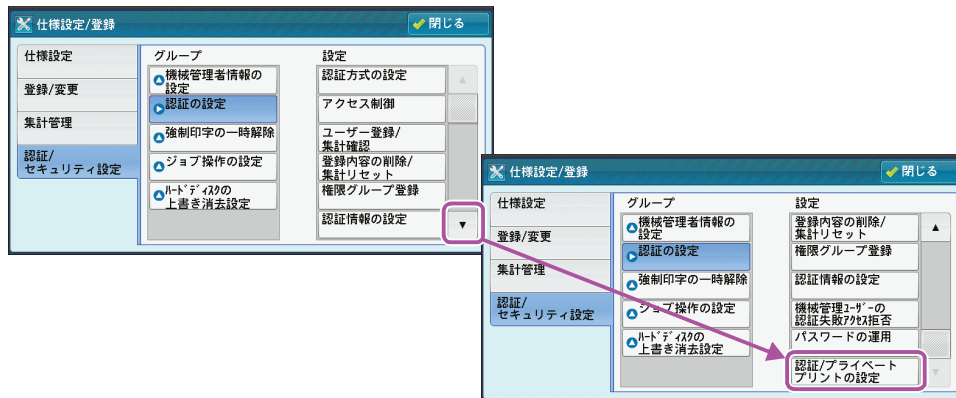 仕様設定/登録
閉じる
仕様設定
登録/変更
集計管理
認証/
セキュリティ設定
グループ
機械管理者情報の
設定
認証の設定
強制印字の一時解除
ジョブ操作の設定
ﾊｰﾄﾞﾃﾞｨｽｸの
上書き消去設定
設定
認証方式の設定
アクセス制御
ユーザー登録/
集計確認
登録内容の削除/
集計リセット
権限グループ登録
認証情報の設定
仕様設定/登録
閉じる
仕様設定
登録/変更
集計管理
認証/
セキュリティ設定
グループ
機械管理者情報の
設定
認証の設定
強制印字の一時解除
ジョブ操作の設定
ﾊｰﾄﾞﾃﾞｨｽｸの
上書き消去設定
設定
登録内容の削除/
集計リセット
権限グループ登録
認証情報の設定
機械管理ﾕｰｻﾞｰの
認証失敗ｱｸｾｽ拒否
パスワードの運用
認証/プライベート
プリントの設定